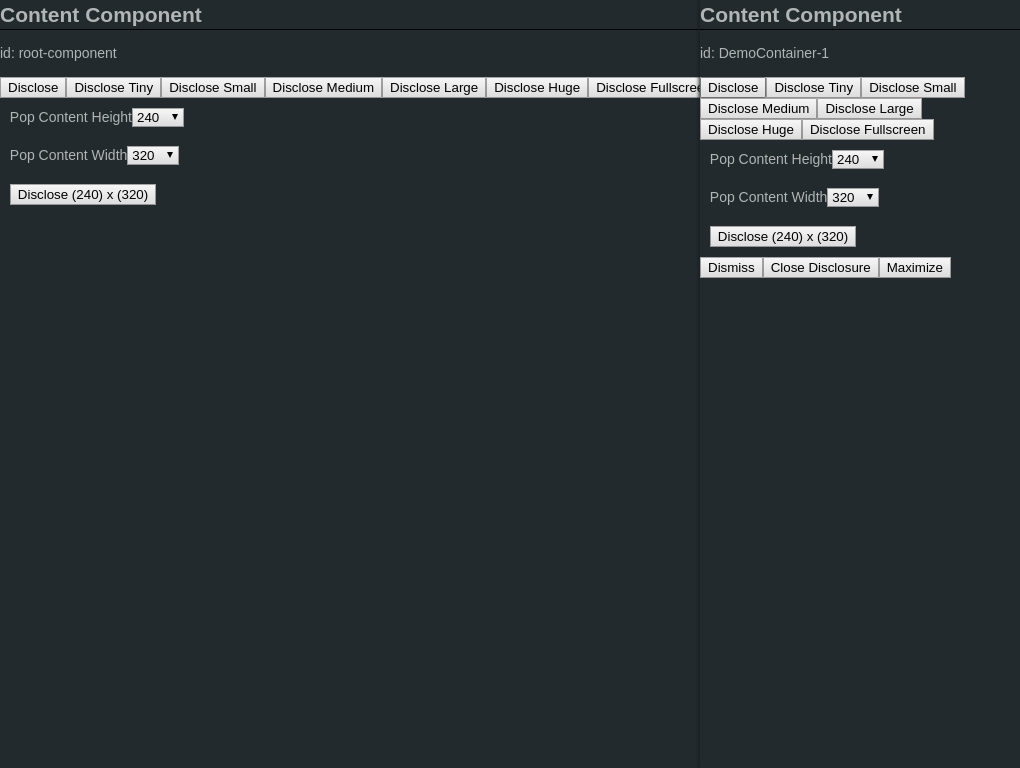 Content Component
id: root-component
Disclose Disclose Tiny Disclose Small Disclose Medium Disclose Large Disclose Huge
Pop Content Height 240
Pop Content Width 320
Disclose (240) x (320)
Content Component
id: DemoContainer-1
Disclose Disclose Tiny Disclose Small
Disclose Medium Disclose Large
Disclose Huge Disclose Fullscreen
Pop Content Height 240
Pop Content Width 320
Disclose (240) x (320)
Dismiss Close Disclosure Maximize